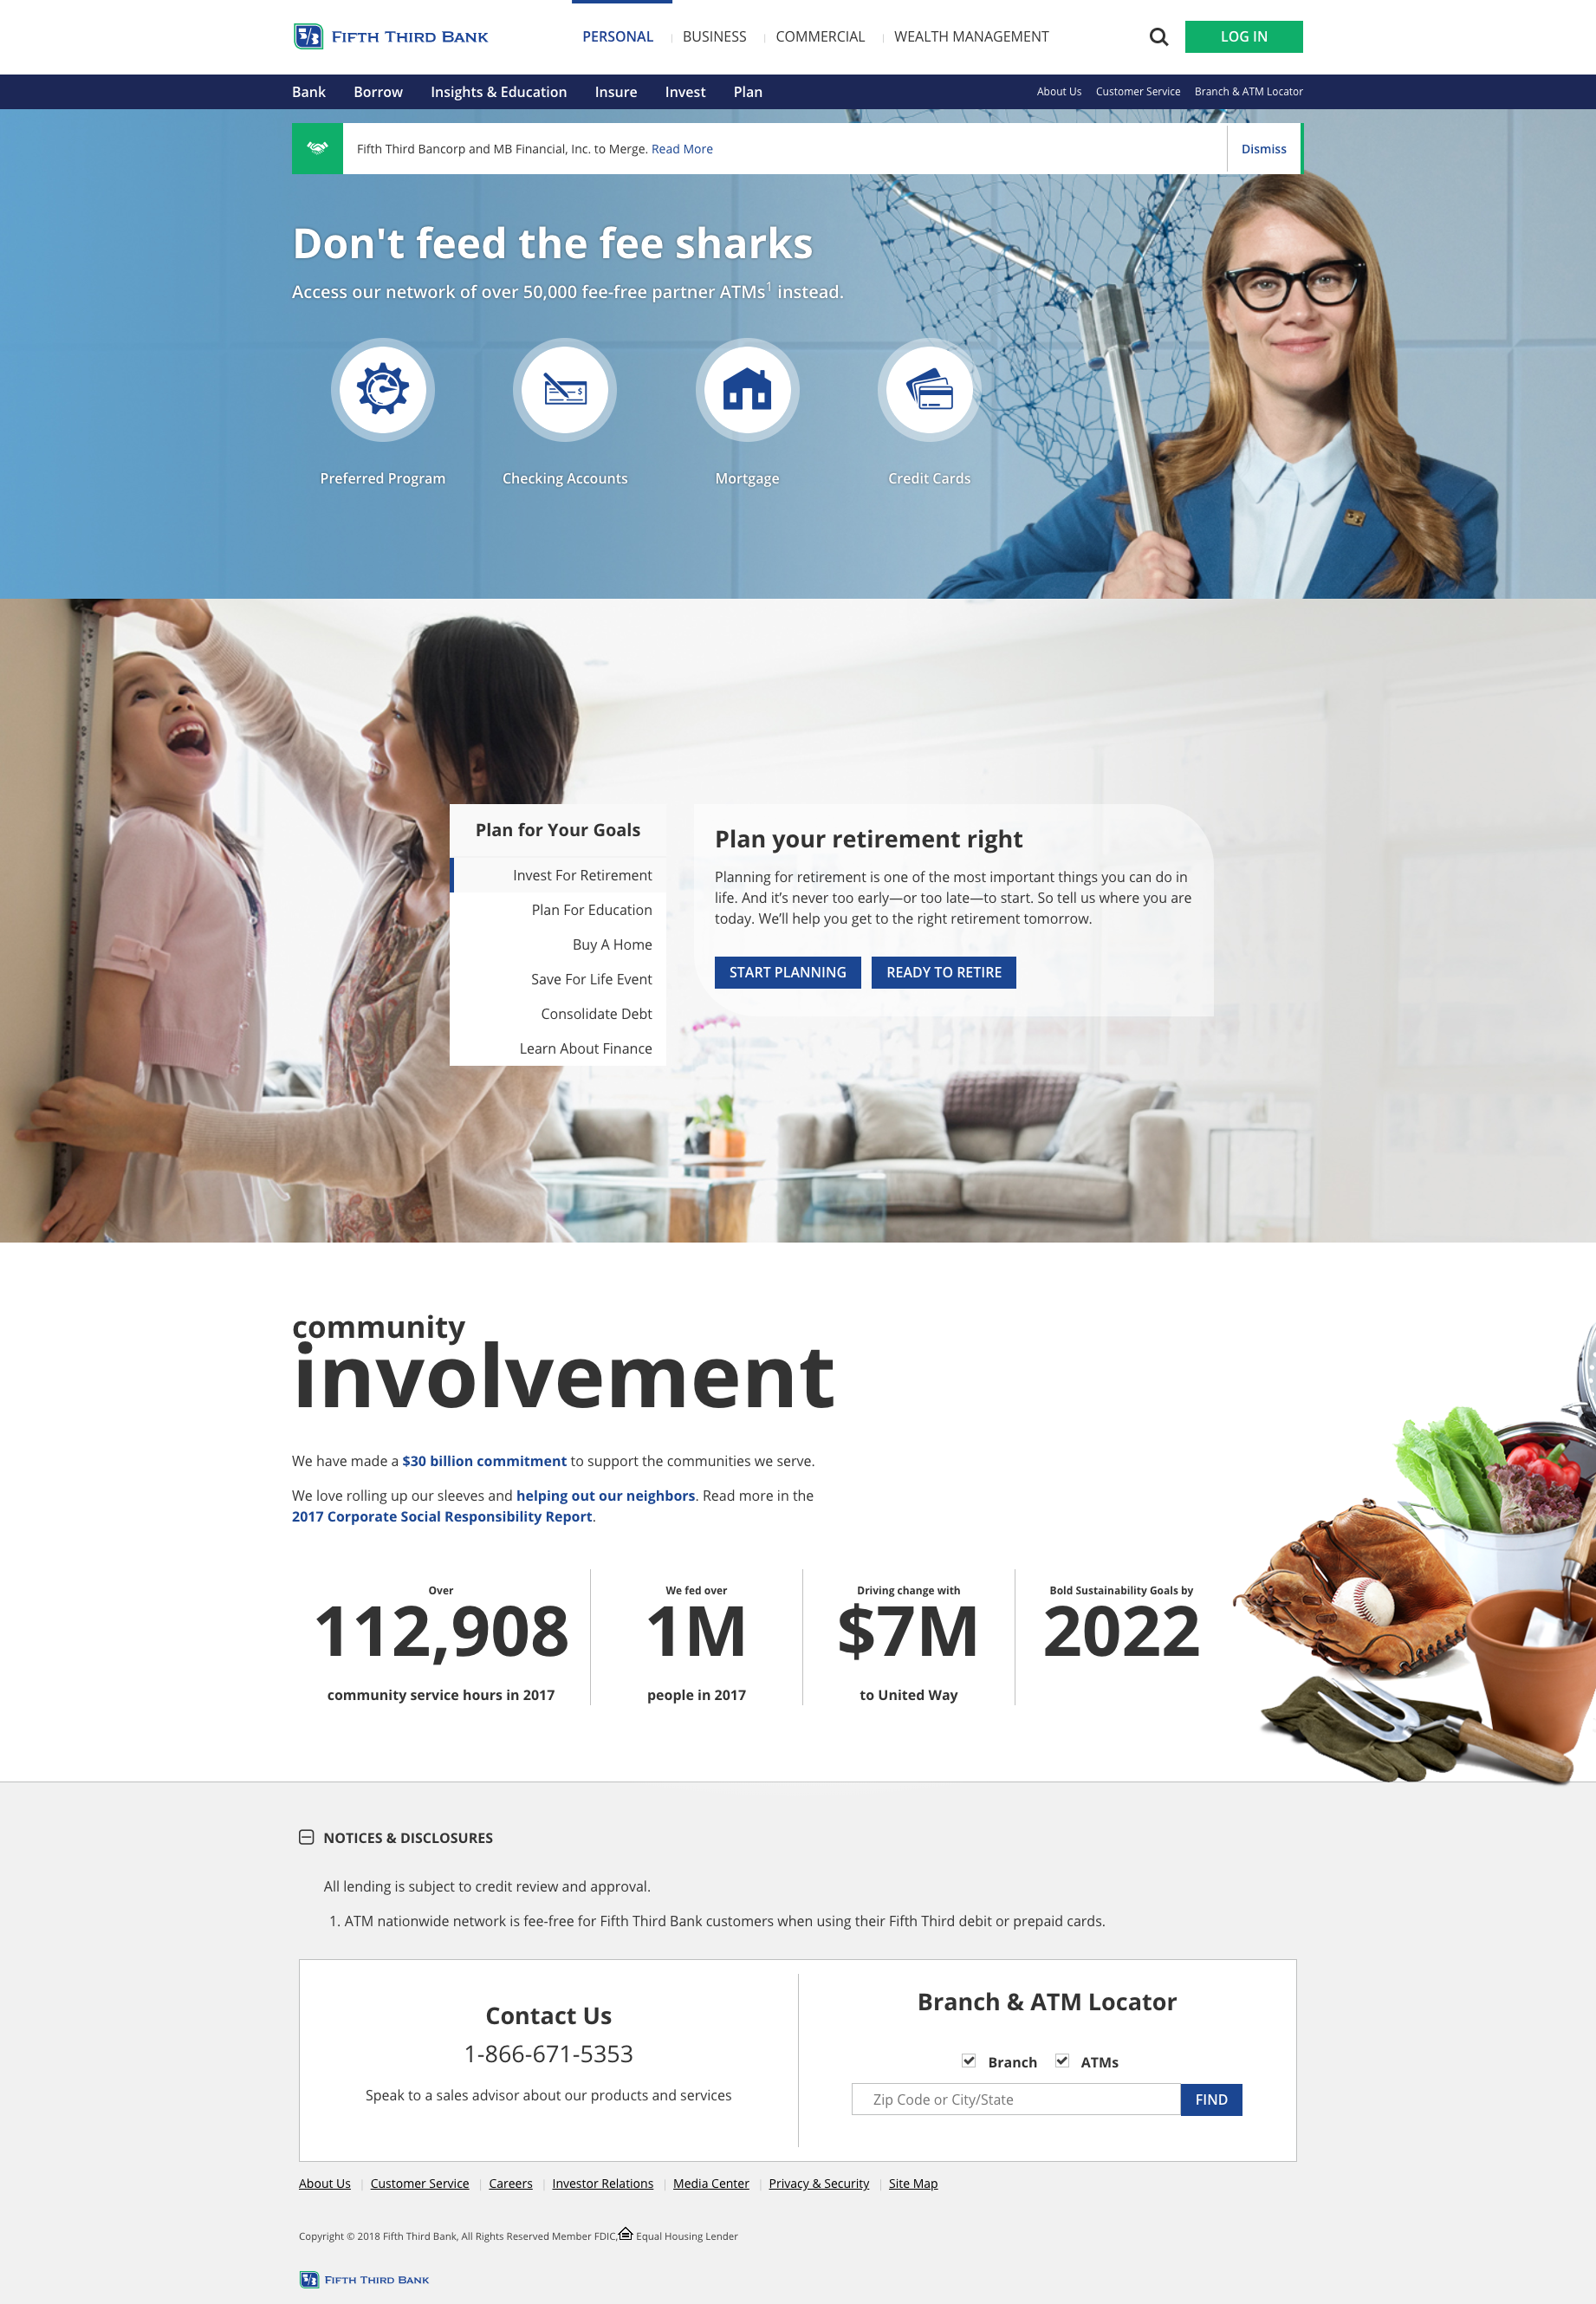 5/3 FIFTH THIRD BANK
PERSONAL
BUSINESS
COMMERCIAL
WEALTH MANAGEMENT
LOG IN
Bank
Borrow
Insights & Education
Insure
Invest
Plan
About Us
Customer Service
Branch & ATM Locator
Fifth Third Bancorp and MB Financial, Inc. to Merge. Read More
Dismiss
Don't feed the fee sharks
Access our network of over 50,000 fee-free partner ATMs¹ instead.
Preferred Program
Checking Accounts
Mortgage
Credit Cards
Plan for Your Goals
Invest For Retirement
Plan For Education
Buy A Home
Save For Life Event
Consolidate Debt
Learn About Finance
Plan your retirement right
Planning for retirement is one of the most important things you can do in
life. And it’s never too early—or too late—to start. So tell us where you are
today. We’ll help you get to the right retirement tomorrow.
START PLANNING
READY TO RETIRE
community
involvement
We have made a $30 billion commitment to support the communities we serve.
We love rolling up our sleeves and helping out our neighbors. Read more in the
2017 Corporate Social Responsibility Report.
Over
112,908
community service hours in 2017
We fed over
1M
people in 2017
Driving change with
$7M
to United Way
Bold Sustainability Goals by
2022
NOTICES & DISCLOSURES
All lending is subject to credit review and approval.
1. ATM nationwide network is fee-free for Fifth Third Bank customers when using their Fifth Third debit or prepaid cards.
Contact Us
1-866-671-5353
Speak to a sales advisor about our products and services
Branch & ATM Locator
Branch
ATMs
Zip Code or City/State
FIND
About Us
Customer Service
Careers
Investor Relations
Media Center
Privacy & Security
Site Map
Copyright © 2018 Fifth Third Bank, All Rights Reserved Member FDIC, Equal Housing Lender
5/3 FIFTH THIRD BANK